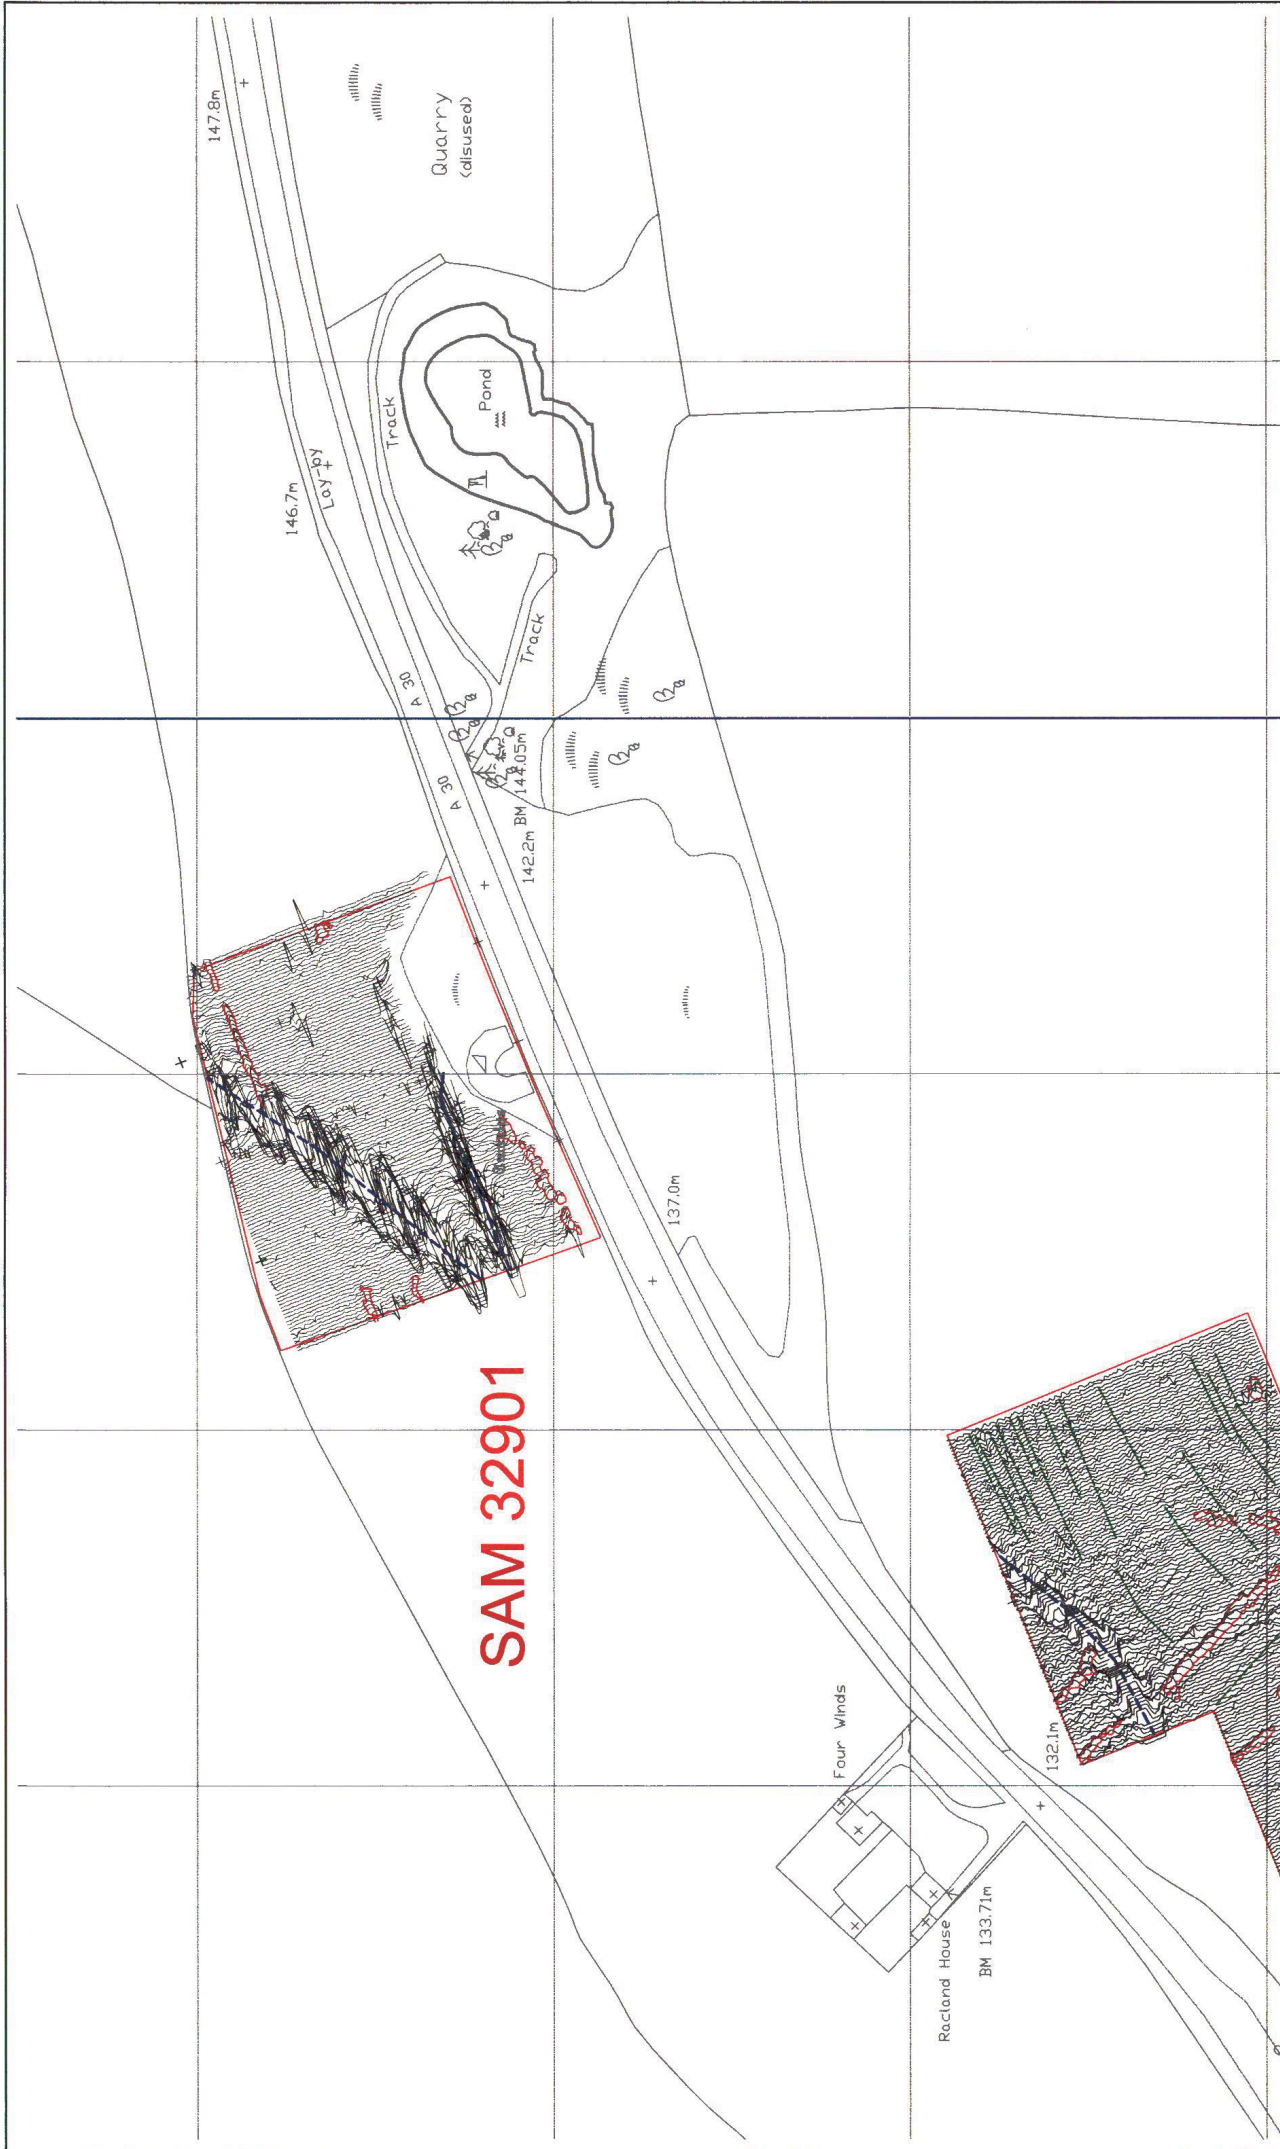 147.8m
Quarry
(disused)
146.7m
Lay-by
Track
Pond
Track
A 30
A 30
BM 144.05m
142.2m
137.0m
SAM 32901
Four Winds
132.1m
Racland House
BM 133.71m